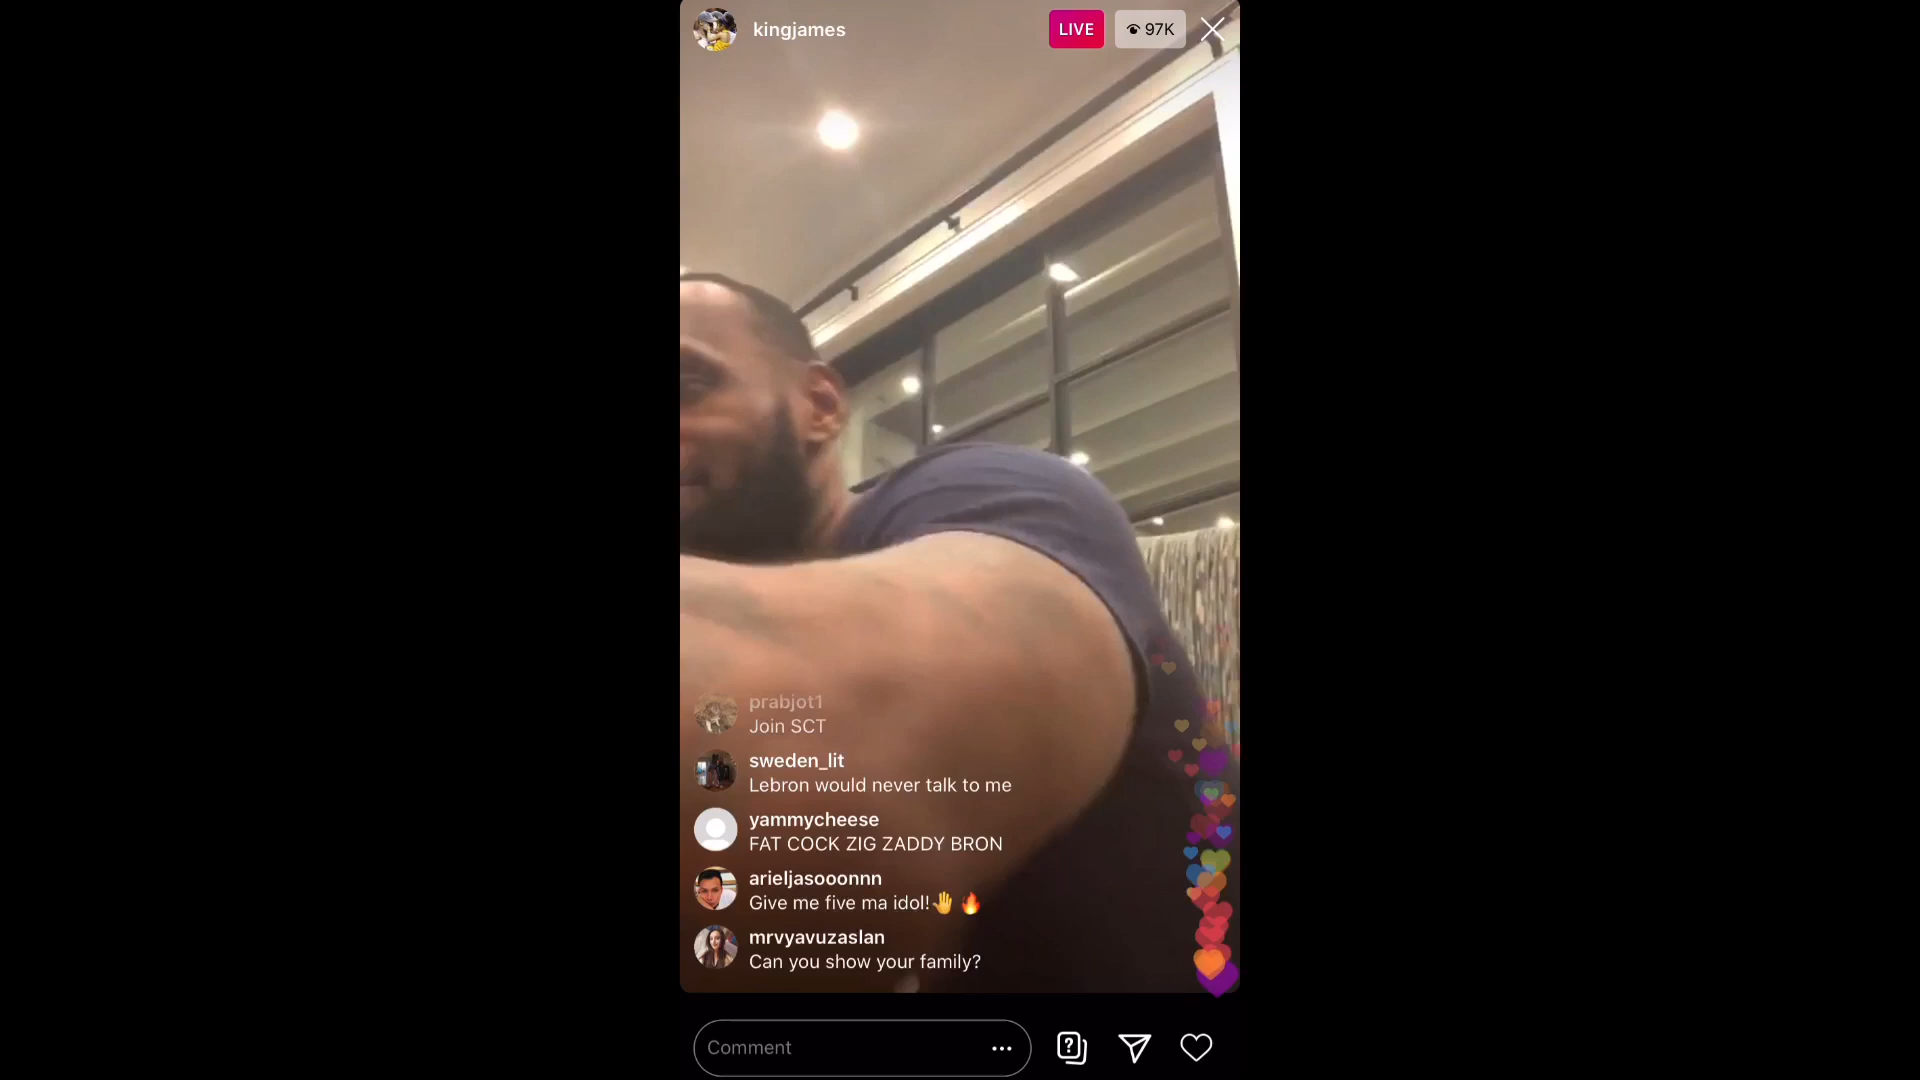 kingjames
LIVE
97K
prabjot1
Join SCT
sweden_lit
Lebron would never talk to me
yammycheese
FAT COCK ZIG ZADDY BRON
arieljasooonnn
Give me five ma idol!🤚 🔥
mrvyavuzaslan
Can you show your family?
Comment